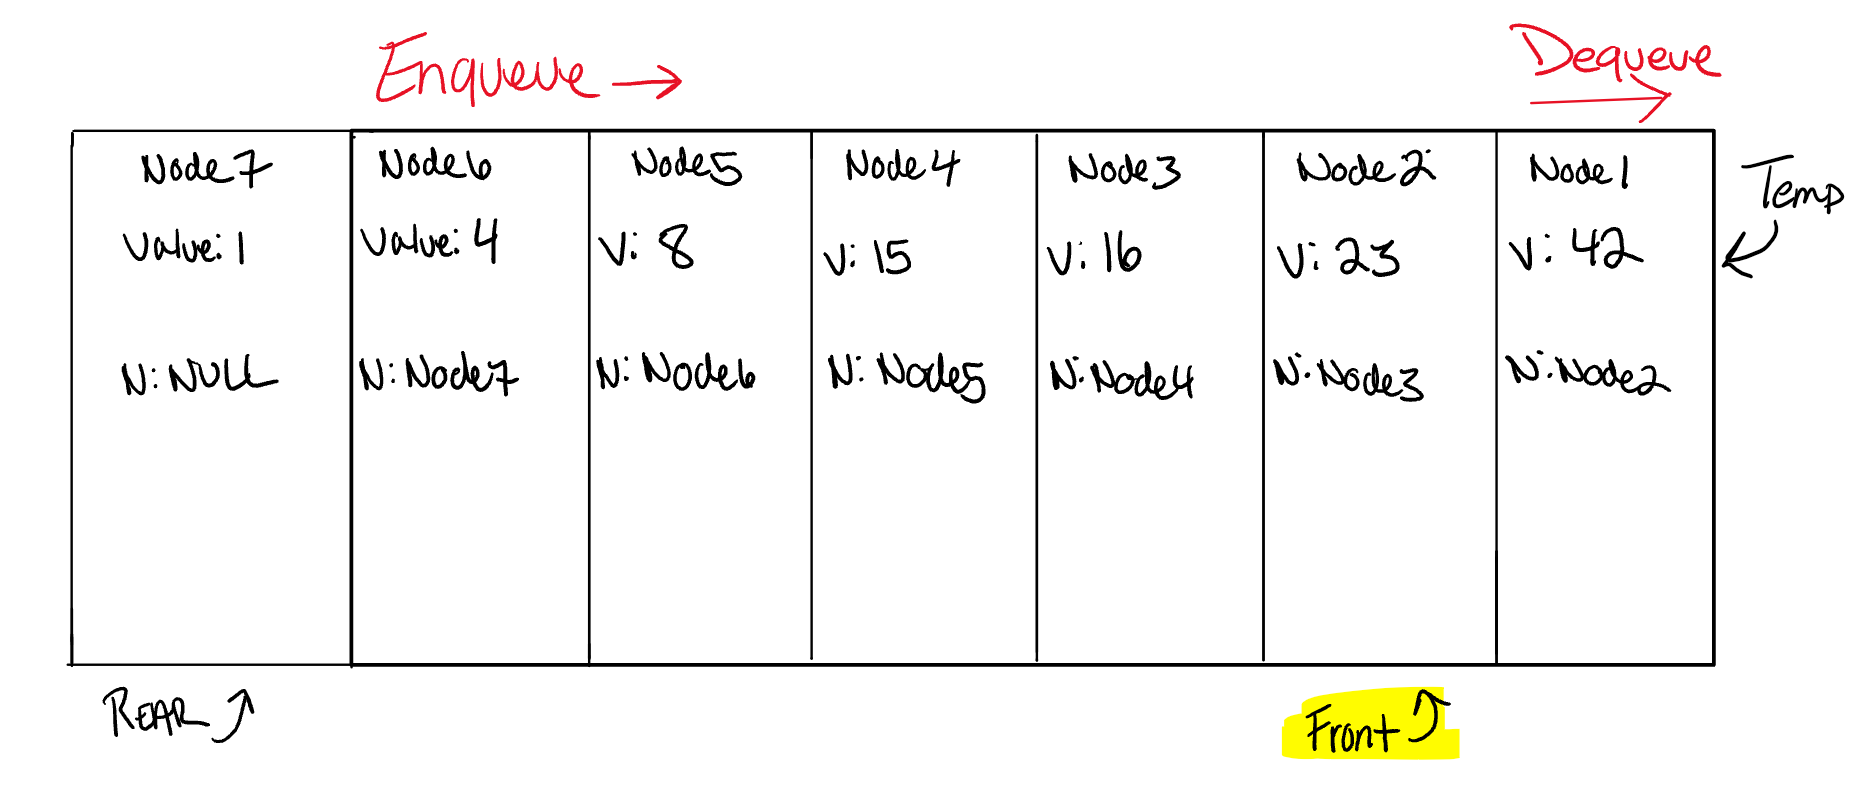 Enqueue →
Dequeue
→
Node7 Node6 Node5 Node4 Node3 Node2 Node1
Temp
Value: 1 Value: 4 V: 8 V: 15 V: 16 V: 23 V: 42
N: NULL N: Node7 N: Node6 N: Node5 N: Node4 N: Node3 N: Node2
REAR
Front